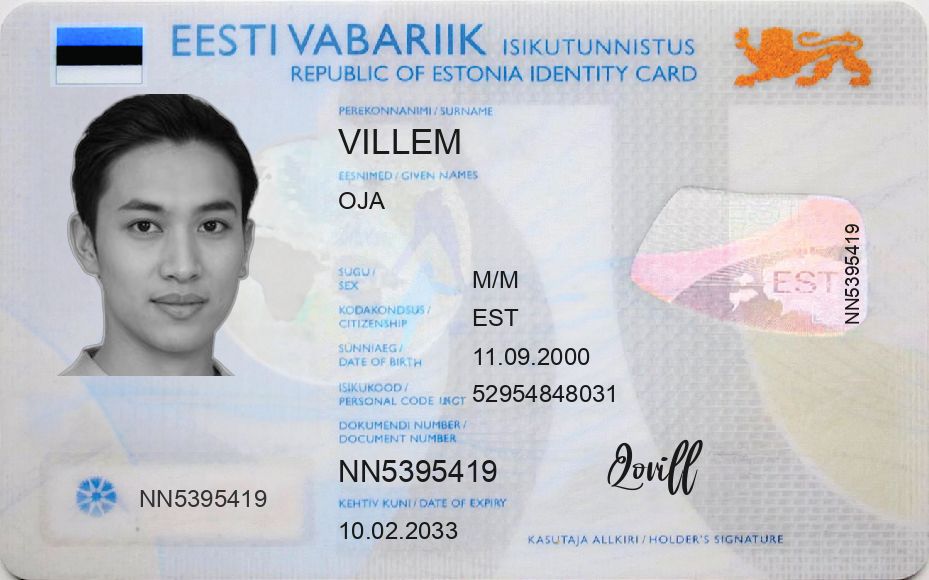 EESTI VABARIIK ISIKUTUNNISTUS
REPUBLIC OF ESTONIA IDENTITY CARD
PEREKONNANIMI / SURNAME
VILLEM
EESNIMED / GIVEN NAMES
OJA
SUGU /
SEX
M/M
KODAKONDSUS /
CITIZENSHIP
EST
SÜNNIAEG /
DATE OF BIRTH
11.09.2000
ISIKUKOOD /
PERSONAL CODE
52954848031
DOKUMENDI NUMBER /
DOCUMENT NUMBER
NN5395419
KEHTIV KUNI / DATE OF EXPIRY
10.02.2033
NN5395419
EST
NN5395419
KASUTAJA ALLKIRI / HOLDER'S SIGNATURE